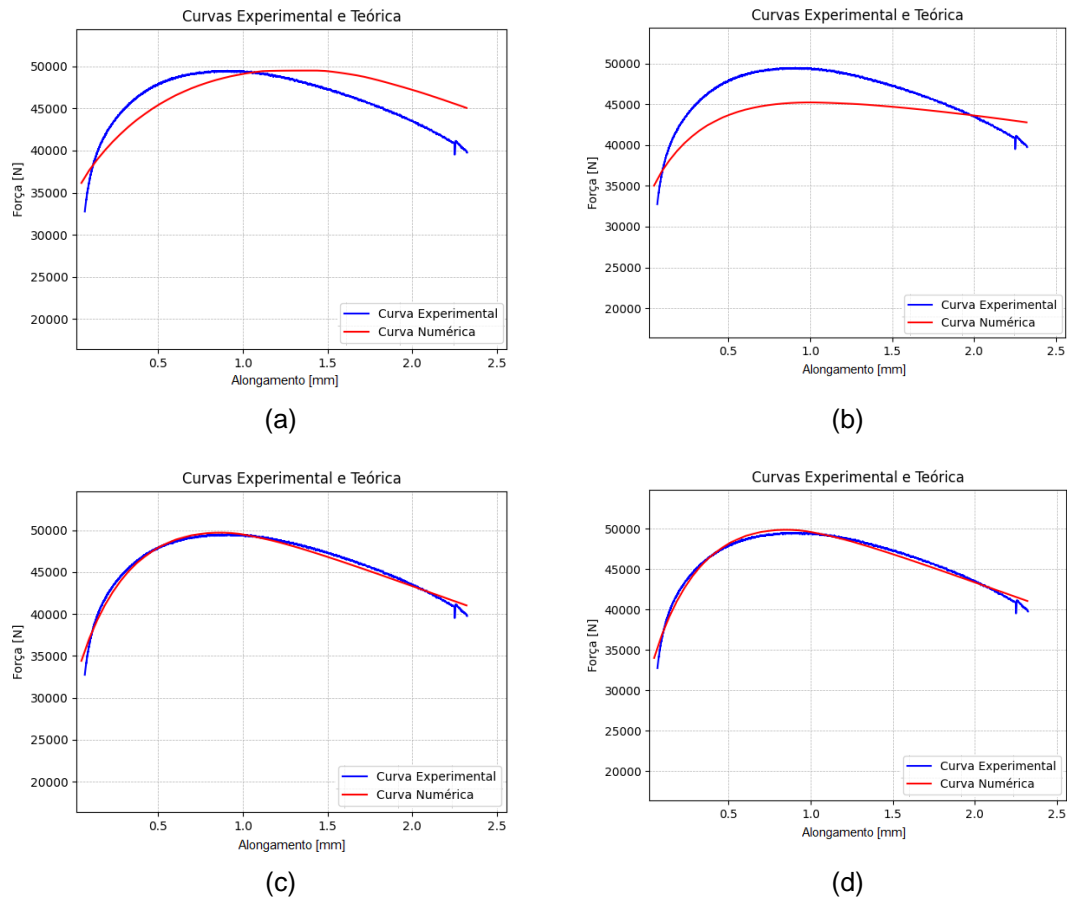 Curvas Experimental e Teórica
Força [N]
50000
45000
40000
35000
30000
25000
20000
Curva Experimental
Curva Numérica
0.5 1.0 1.5 2.0 2.5
Alongamento [mm]
(a)
Curvas Experimental e Teórica
Força [N]
50000
45000
40000
35000
30000
25000
20000
Curva Experimental
Curva Numérica
0.5 1.0 1.5 2.0 2.5
Alongamento [mm]
(b)
Curvas Experimental e Teórica
Força [N]
50000
45000
40000
35000
30000
25000
20000
Curva Experimental
Curva Numérica
0.5 1.0 1.5 2.0 2.5
Alongamento [mm]
(c)
Curvas Experimental e Teórica
Força [N]
50000
45000
40000
35000
30000
25000
20000
Curva Experimental
Curva Numérica
0.5 1.0 1.5 2.0 2.5
Alongamento [mm]
(d)